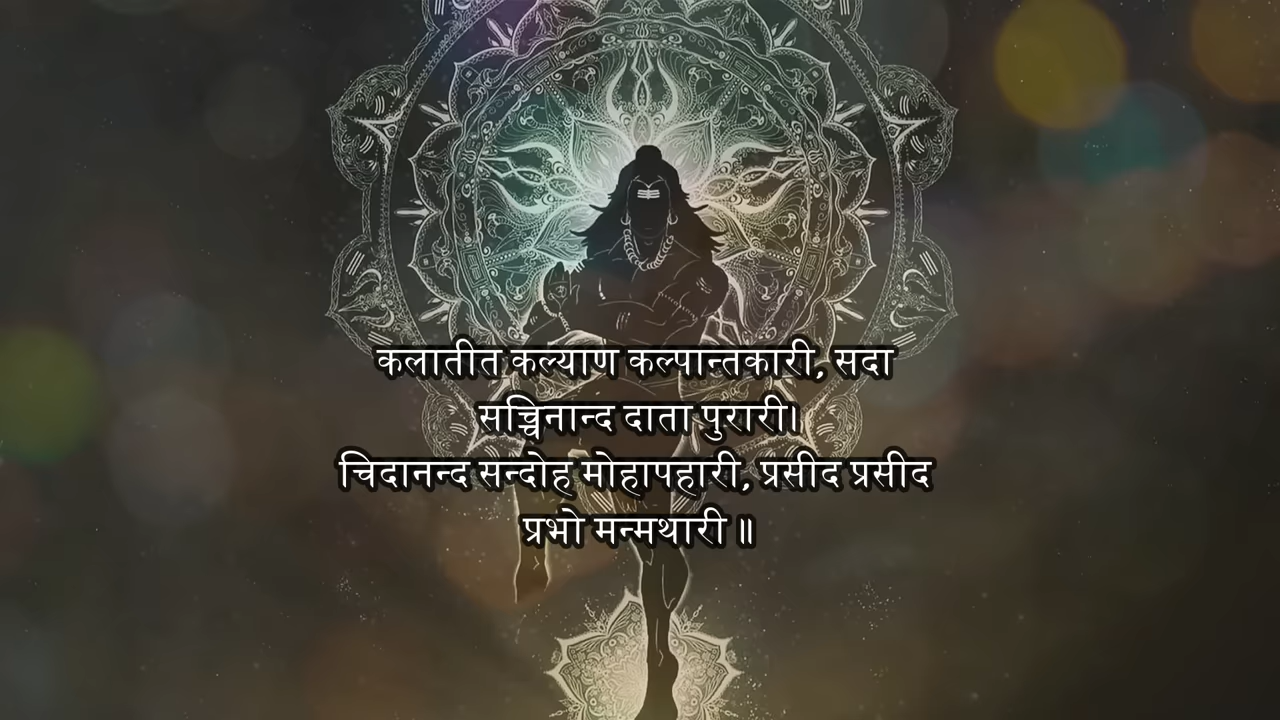 कलातीत कल्याण कल्पान्तकारी, सदा
सच्चिनान्द दाता पुरारी।
चिदानन्द सन्दोह मोहापहारी, प्रसीद प्रसीद
प्रभो मन्मथारी ॥